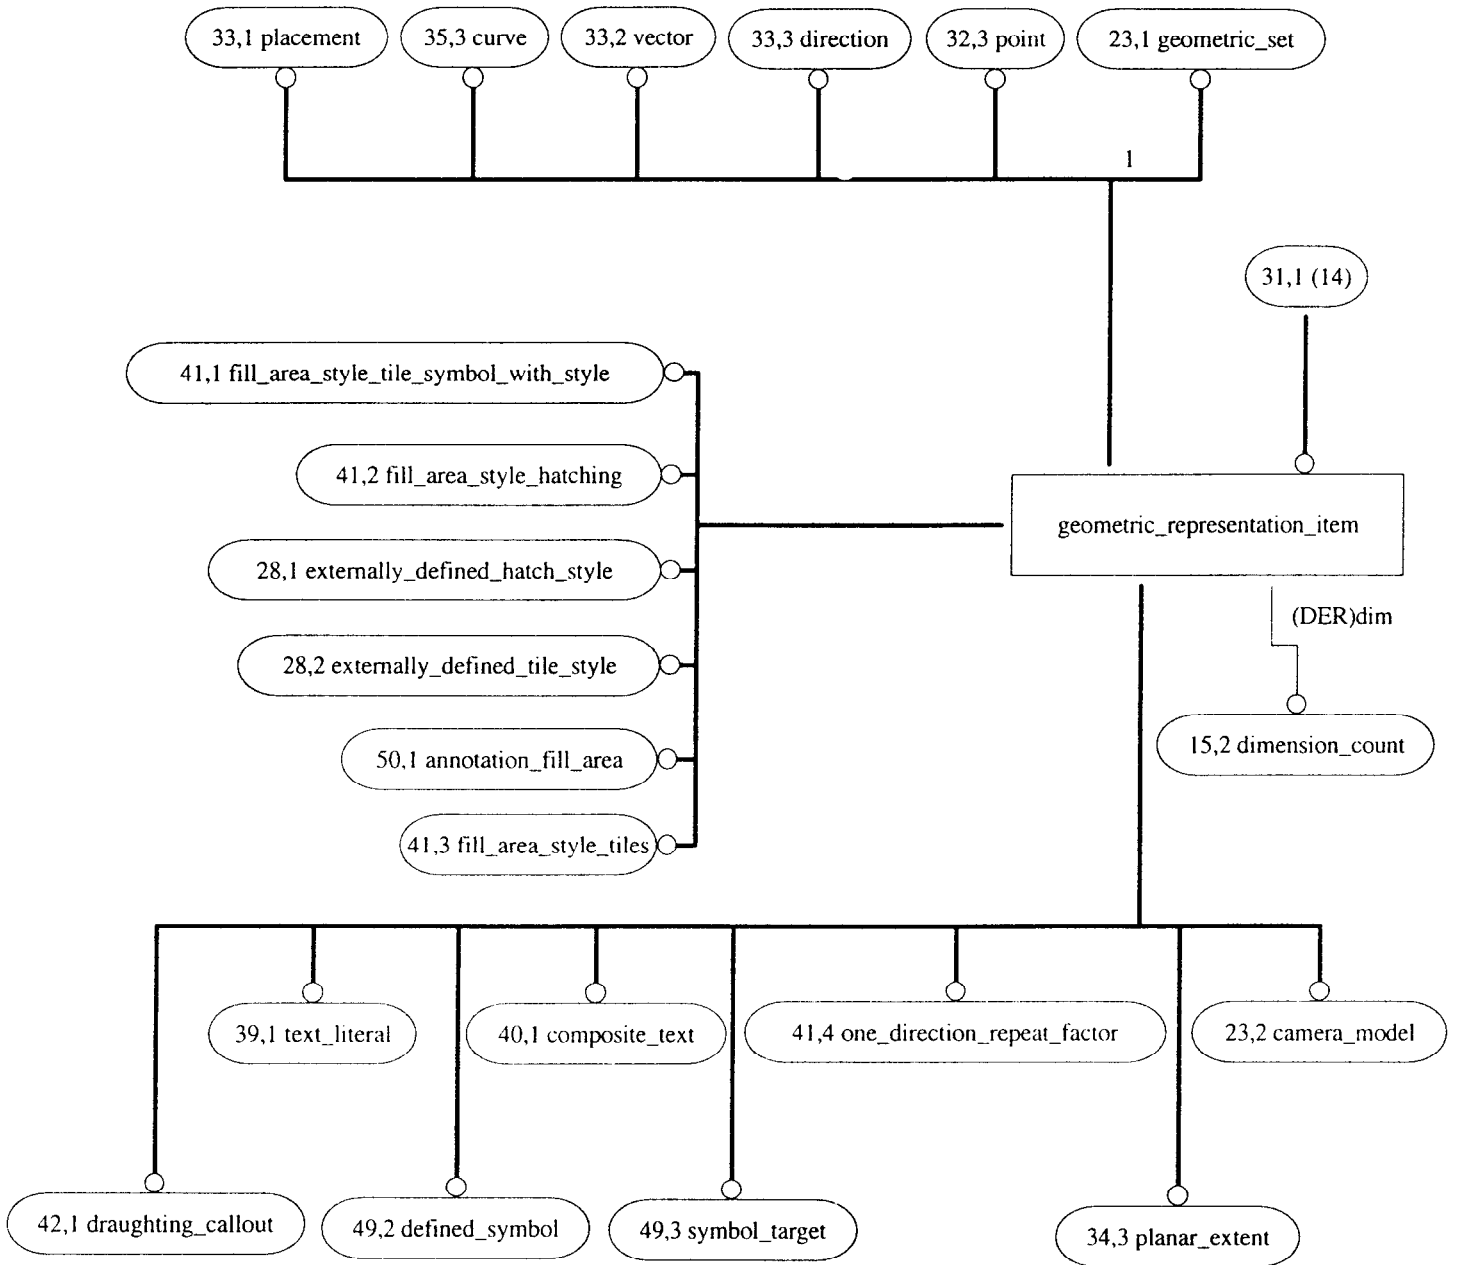 33,1 placement
35,3 curve
33,2 vector
33,3 direction
32,3 point
23,1 geometric_set
1
31,1 (14)
41,1 fill_area_style_tile_symbol_with_style
41,2 fill_area_style_hatching
geometric_representation_item
28,1 externally_defined_hatch_style
(DER)dim
28,2 externally_defined_tile_style
15,2 dimension_count
50,1 annotation_fill_area
41,3 fill_area_style_tiles
39,1 text_literal
40,1 composite_text
41,4 one_direction_repeat_factor
23,2 camera_model
42,1 draughting_callout
49,2 defined_symbol
49,3 symbol_target
34,3 planar_extent